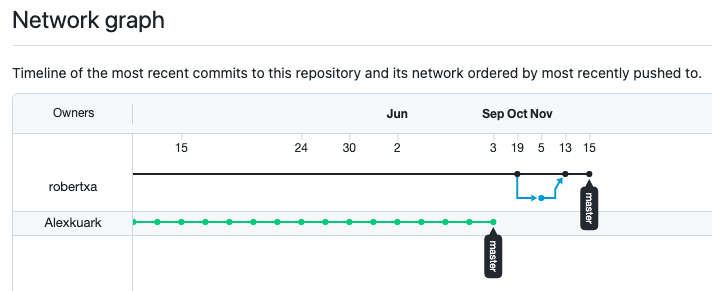 Network graph
Timeline of the most recent commits to this repository and its network ordered by most recently pushed to.
Owners
Jun Sep Oct Nov
15 24 30 2 3 19 5 13 15
robertxa
master
Alexkuark
master